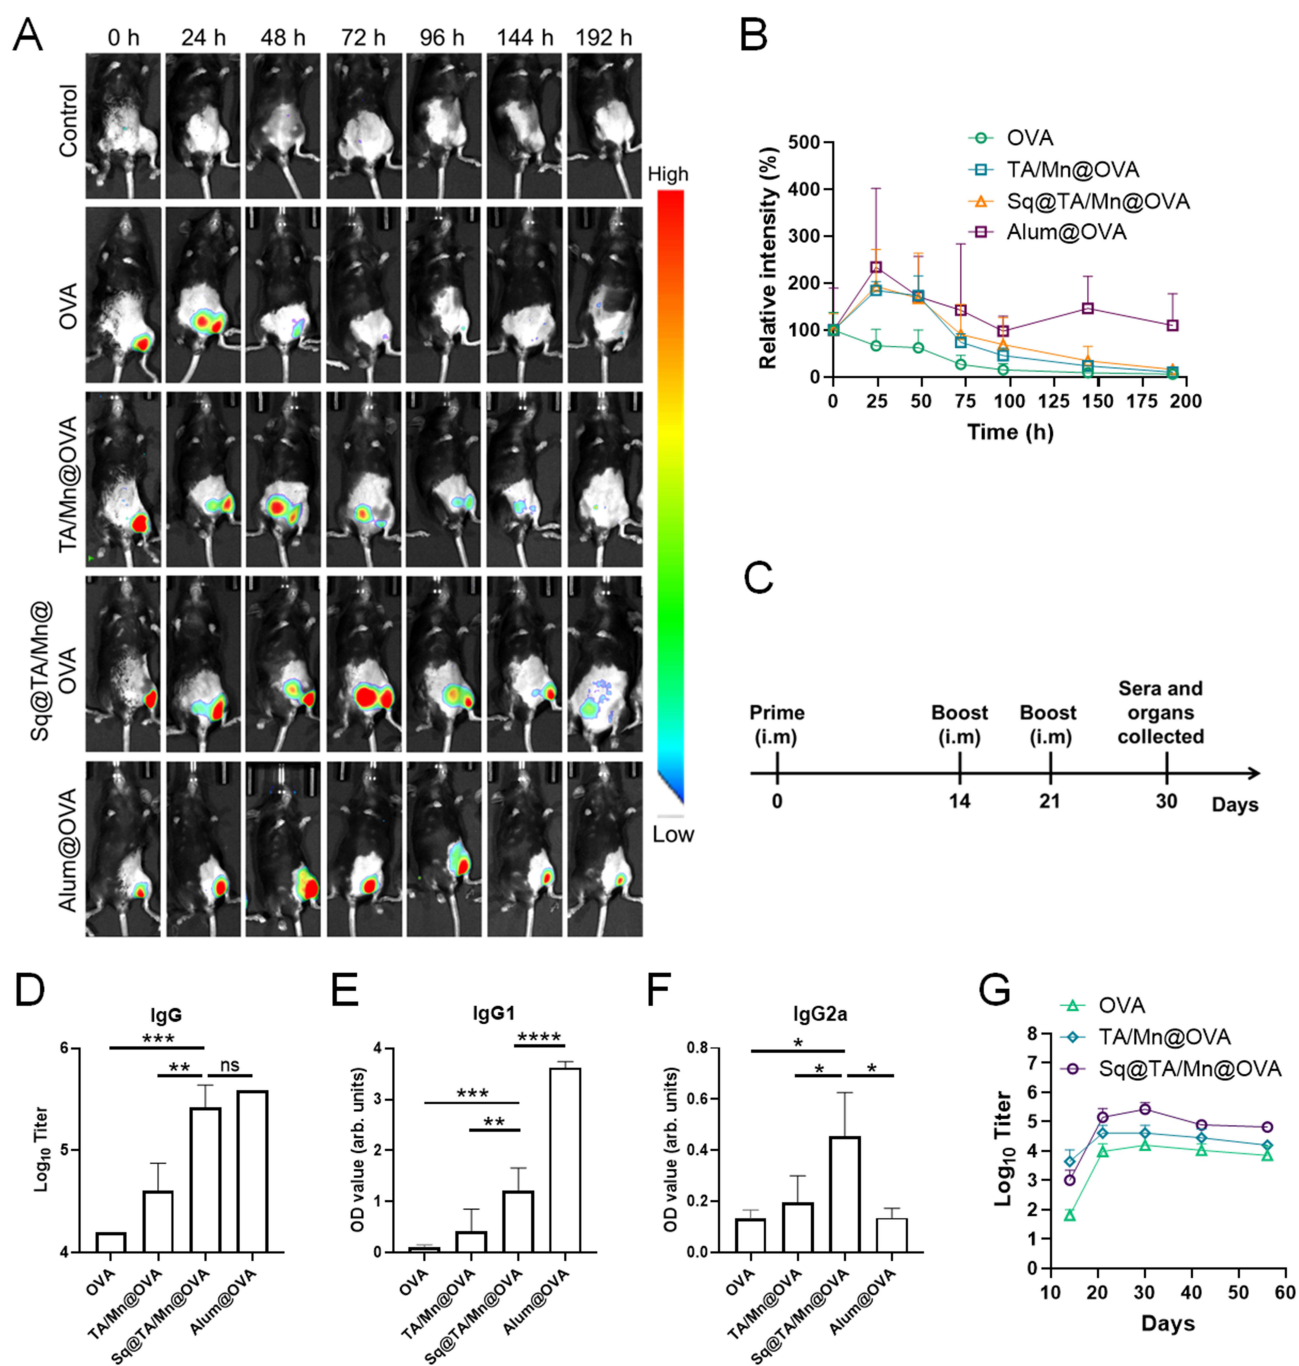 A
0 h 24 h 48 h 72 h 96 h 144 h 192 h
Control
OVA
TA/Mn@OVA
Sq@TA/Mn@
OVA
Alum@OVA
High
Low
B
OVA
TA/Mn@OVA
Sq@TA/Mn@OVA
Alum@OVA
Relative intensity (%)
500
400
300
200
100
0
0 25 50 75 100 125 150 175 200
Time (h)
C
Prime
(i.m)
Boost
(i.m)
Boost
(i.m)
Sera and
organs
collected
0 14 21 30 Days
D
IgG
*** 
** ns
Log10 Titer
6
5
4
OVA
TA/Mn@OVA
Sq@TA/Mn@OVA
Alum@OVA
E
IgG1
****
***
**
OD value (arb. units)
4
3
2
1
0
OVA
TA/Mn@OVA
Sq@TA/Mn@OVA
Alum@OVA
F
IgG2a
*
* *
OD value (arb. units)
0.8
0.6
0.4
0.2
0.0
OVA
TA/Mn@OVA
Sq@TA/Mn@OVA
Alum@OVA
G
OVA
TA/Mn@OVA
Sq@TA/Mn@OVA
Log10 Titer
8
7
6
5
4
3
2
1
0
10 20 30 40 50 60
Days